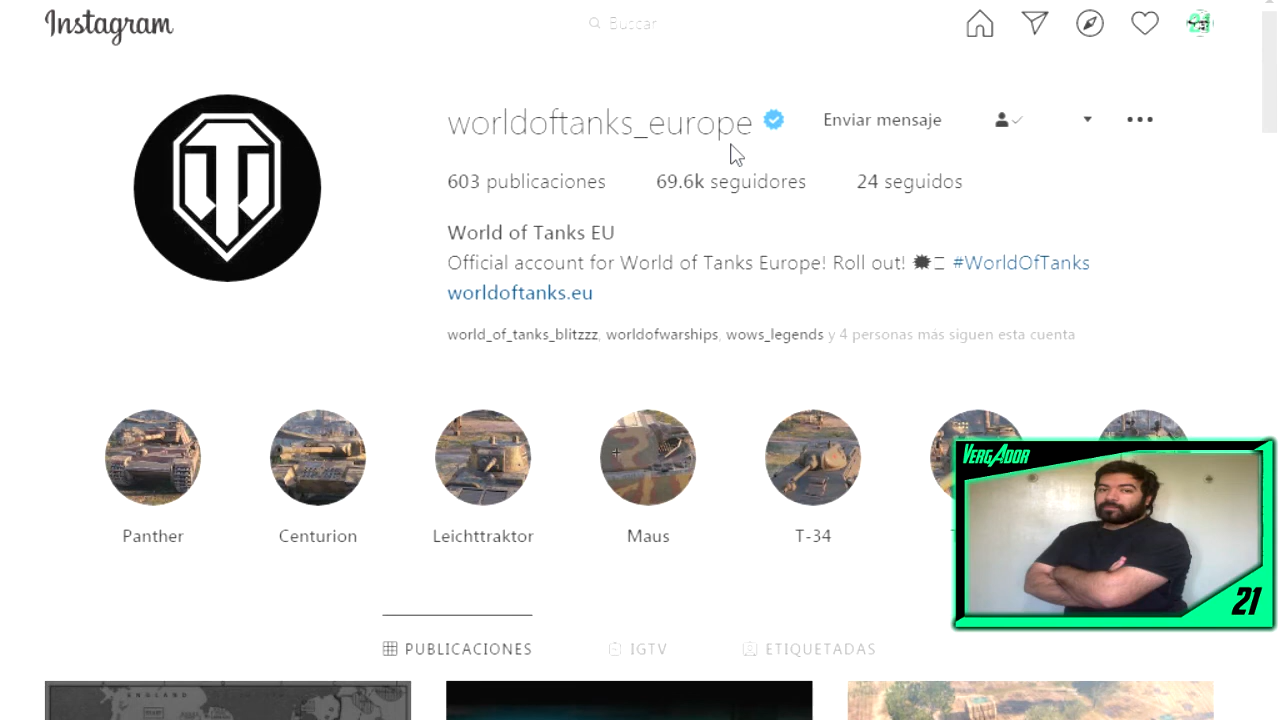 Instagram
Buscar
21
worldoftanks_europe
Enviar mensaje
603 publicaciones 69.6k seguidores 24 seguidos
World of Tanks EU
Official account for World of Tanks Europe! Roll out! #WorldOfTanks
worldoftanks.eu
world_of_tanks_blitzzz, worldofwarships, wows_legends y 4 personas más siguen esta cuenta
Panther
Centurion
Leichttraktor
Maus
T-34
VergAdor
21
PUBLICACIONES
IGTV
ETIQUETADAS
ENGLAND